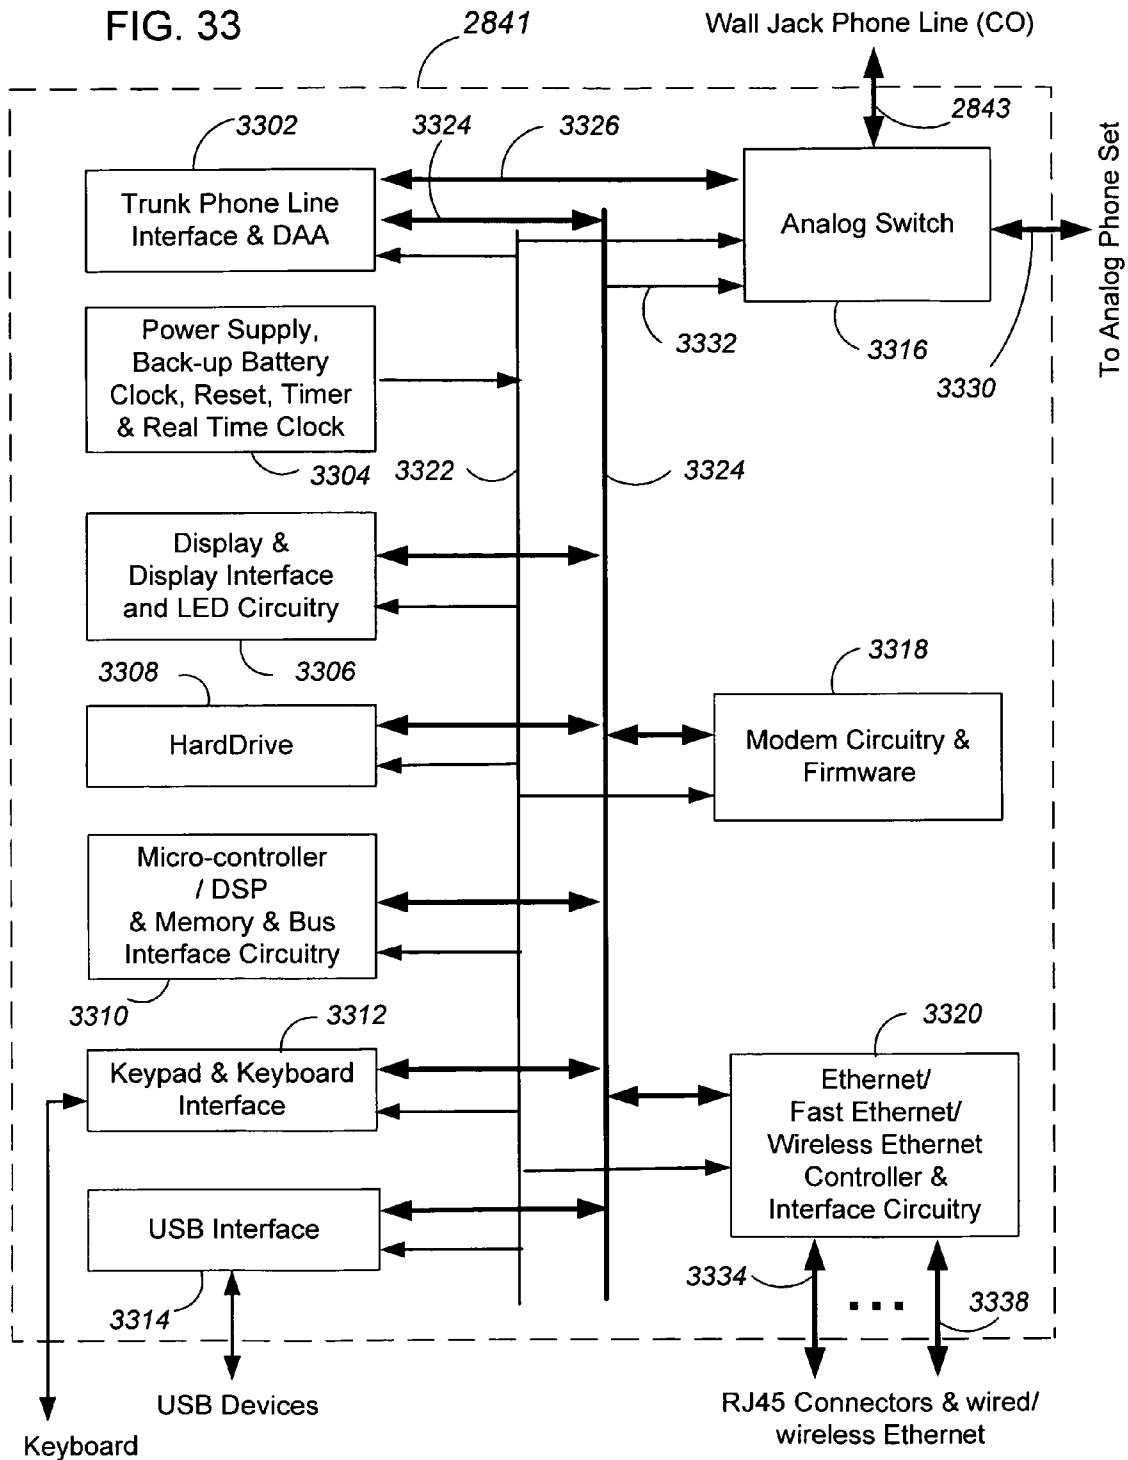 FIG. 33
2841
Wall Jack Phone Line (CO)
3302
3324
3326
2843
Trunk Phone Line
Interface & DAA
Analog Switch
To Analog Phone Set
Power Supply,
Back-up Battery
Clock, Reset, Timer
& Real Time Clock
3332
3316
3330
3304
3322
3324
Display &
Display Interface
and LED Circuitry
3308
3306
3318
HardDrive
Modem Circuitry &
Firmware
Micro-controller
/ DSP
& Memory & Bus
Interface Circuitry
3310
3312
3320
Keypad & Keyboard
Interface
Ethernet/
Fast Ethernet/
Wireless Ethernet
Controller &
Interface Circuitry
USB Interface
3314
3334
3338
USB Devices
RJ45 Connectors & wired/
wireless Ethernet
Keyboard